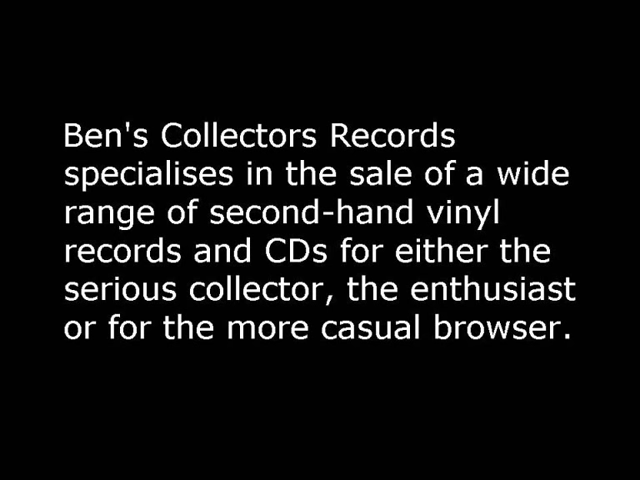 Ben's Collectors Records
specialises in the sale of a wide
range of second-hand vinyl
records and CDs for either the
serious collector, the enthusiast
or for the more casual browser.